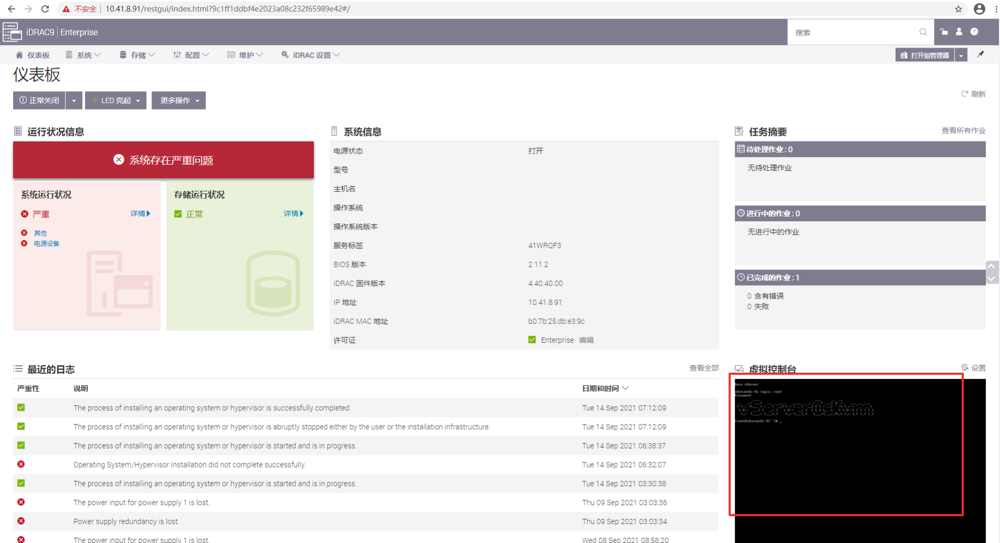 不安全 10.41.8.91/restgui/index.html?9c1ff1ddbf4e2023a08c232f65989e42#/
iDRAC9 Enterprise
搜索
仪表板 系统 存储 配置 维护 iDRAC 设置
打开组管理器
仪表板
正常关闭 LED 亮起 更多操作
刷新
运行状况信息
系统存在严重问题
系统运行状况
严重 详情
其他
电源设备
存储运行状况
正常 详情
系统信息
电源状态 打开
型号
主机名
操作系统
操作系统版本
服务标签 41WRQF3
BIOS 版本 2.11.2
iDRAC 固件版本 4.40.40.00
IP 地址 10.41.8.91
iDRAC MAC 地址 b0:7b:25:db:e3:9c
许可证 Enterprise 编辑
任务摘要 查看所有作业
待处理作业: 0
无待处理作业
进行中的作业: 0
无进行中的作业
已完成的作业: 1
0 含有错误
0 失败
最近的日志 查看全部
严重性 说明 日期和时间
The process of installing an operating system or hypervisor is successfully completed. Tue 14 Sep 2021 07:12:09
The process of installing an operating system or hypervisor is abruptly stopped either by the user or the installation infrastructure. Tue 14 Sep 2021 07:12:09
The process of installing an operating system or hypervisor is started and is in progress. Tue 14 Sep 2021 06:38:37
Operating System/Hypervisor Installation did not complete successfully. Tue 14 Sep 2021 06:32:07
The process of installing an operating system or hypervisor is started and is in progress. Tue 14 Sep 2021 03:30:38
The power input for power supply 1 is lost. Thu 09 Sep 2021 03:03:36
Power supply redundancy is lost. Thu 09 Sep 2021 03:03:34
The power input for power supply 1 is lost. Wed 08 Sep 2021 08:58:20
虚拟控制台 设置
vServer
login: root
Password:
vServerOsKvm